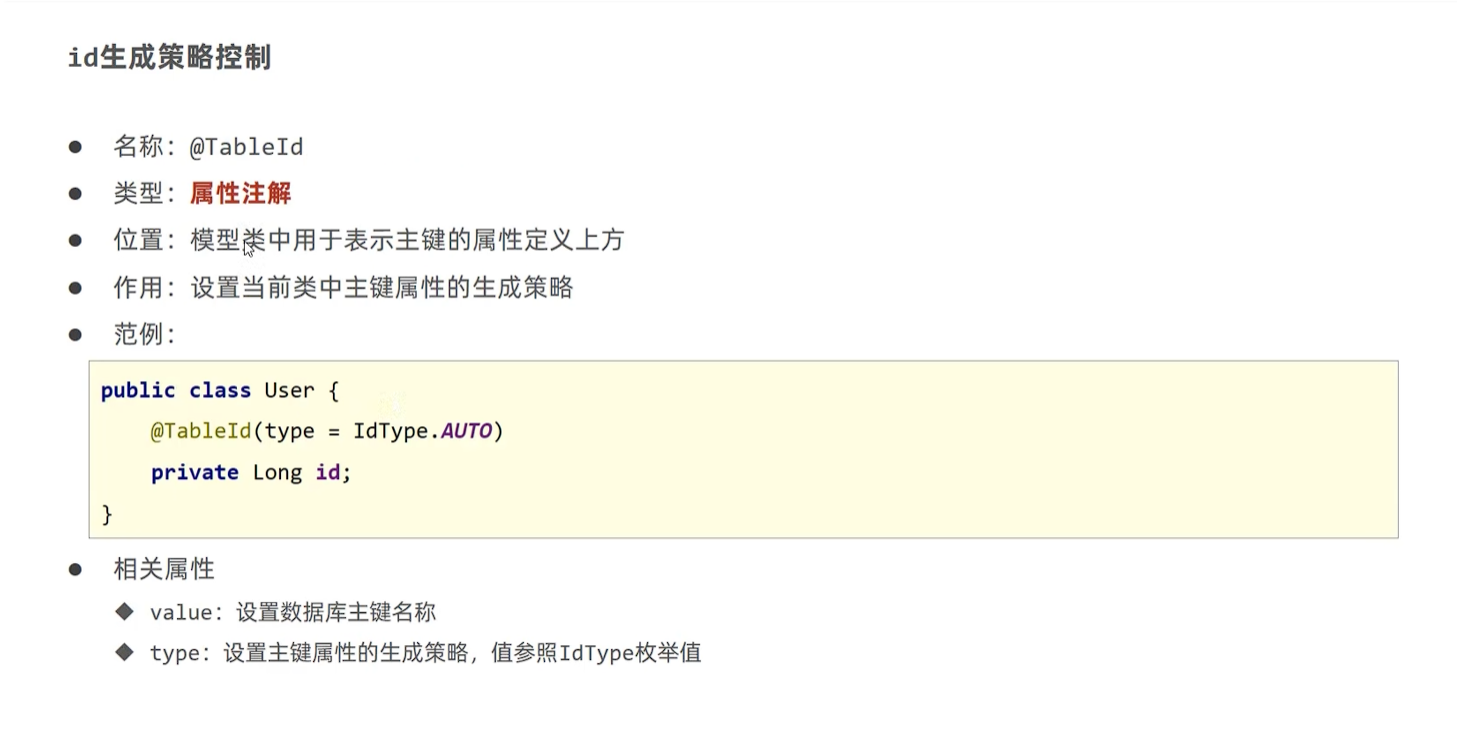 id生成策略控制
● 名称：@TableId
● 类型：属性注解
● 位置：模型类中用于表示主键的属性定义上方
● 作用：设置当前类中主键属性的生成策略
● 范例：
public class User {
    @TableId(type = IdType.AUTO)
    private Long id;
}
● 相关属性
◆ value：设置数据库主键名称
◆ type：设置主键属性的生成策略，值参照IdType枚举值